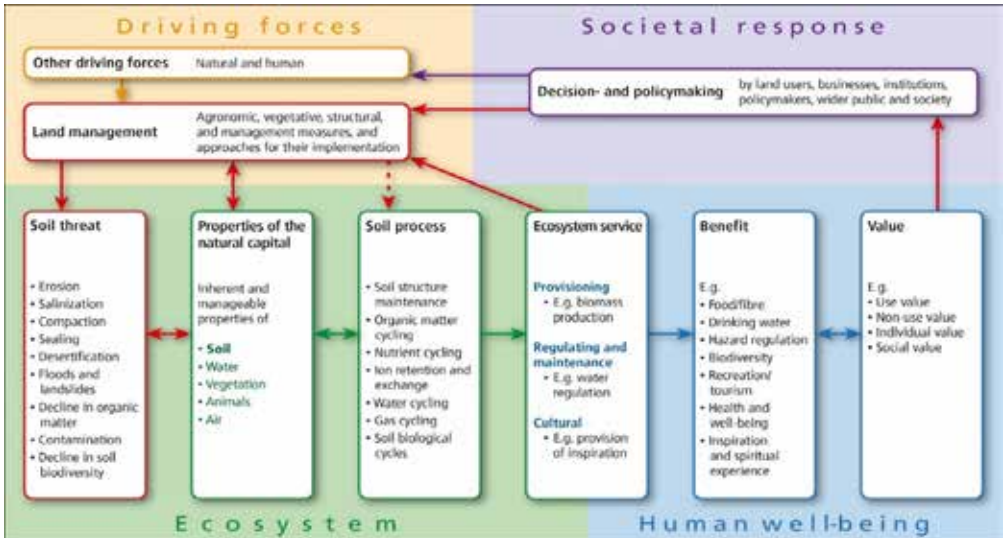 Driving forces
Societal response
Other driving forces
Natural and human
Decision- and policymaking
by land users, businesses, institutions,
policymakers, wider public and society
Land management
Agronomic, vegetative, structural,
and management measures, and
approaches for their implementation
Soil threat
• Erosion
• Salinization
• Compaction
• Sealing
• Desertification
• Floods and
landslides
• Decline in organic
matter
• Contamination
• Decline in soil
biodiversity
Properties of the
natural capital
Inherent and
manageable
properties of
• Soil
• Water
• Vegetation
• Animals
• Air
Soil process
• Soil structure
maintenance
• Organic matter
cycling
• Nutrient cycling
• Ion retention and
exchange
• Water cycling
• Gas cycling
• Soil biological
cycles
Ecosystem service
Provisioning
• E.g. biomass
production
Regulating and
maintenance
• E.g. water
regulation
Cultural
• E.g. provision
of inspiration
Benefit
E.g.
• Food/fibre
• Drinking water
• Hazard regulation
• Biodiversity
• Recreation/
tourism
• Health and
well-being
• Inspiration
and spiritual
experience
Value
E.g.
• Use value
• Non use value
• Individual value
• Social value
Ecosystem
Human well-being